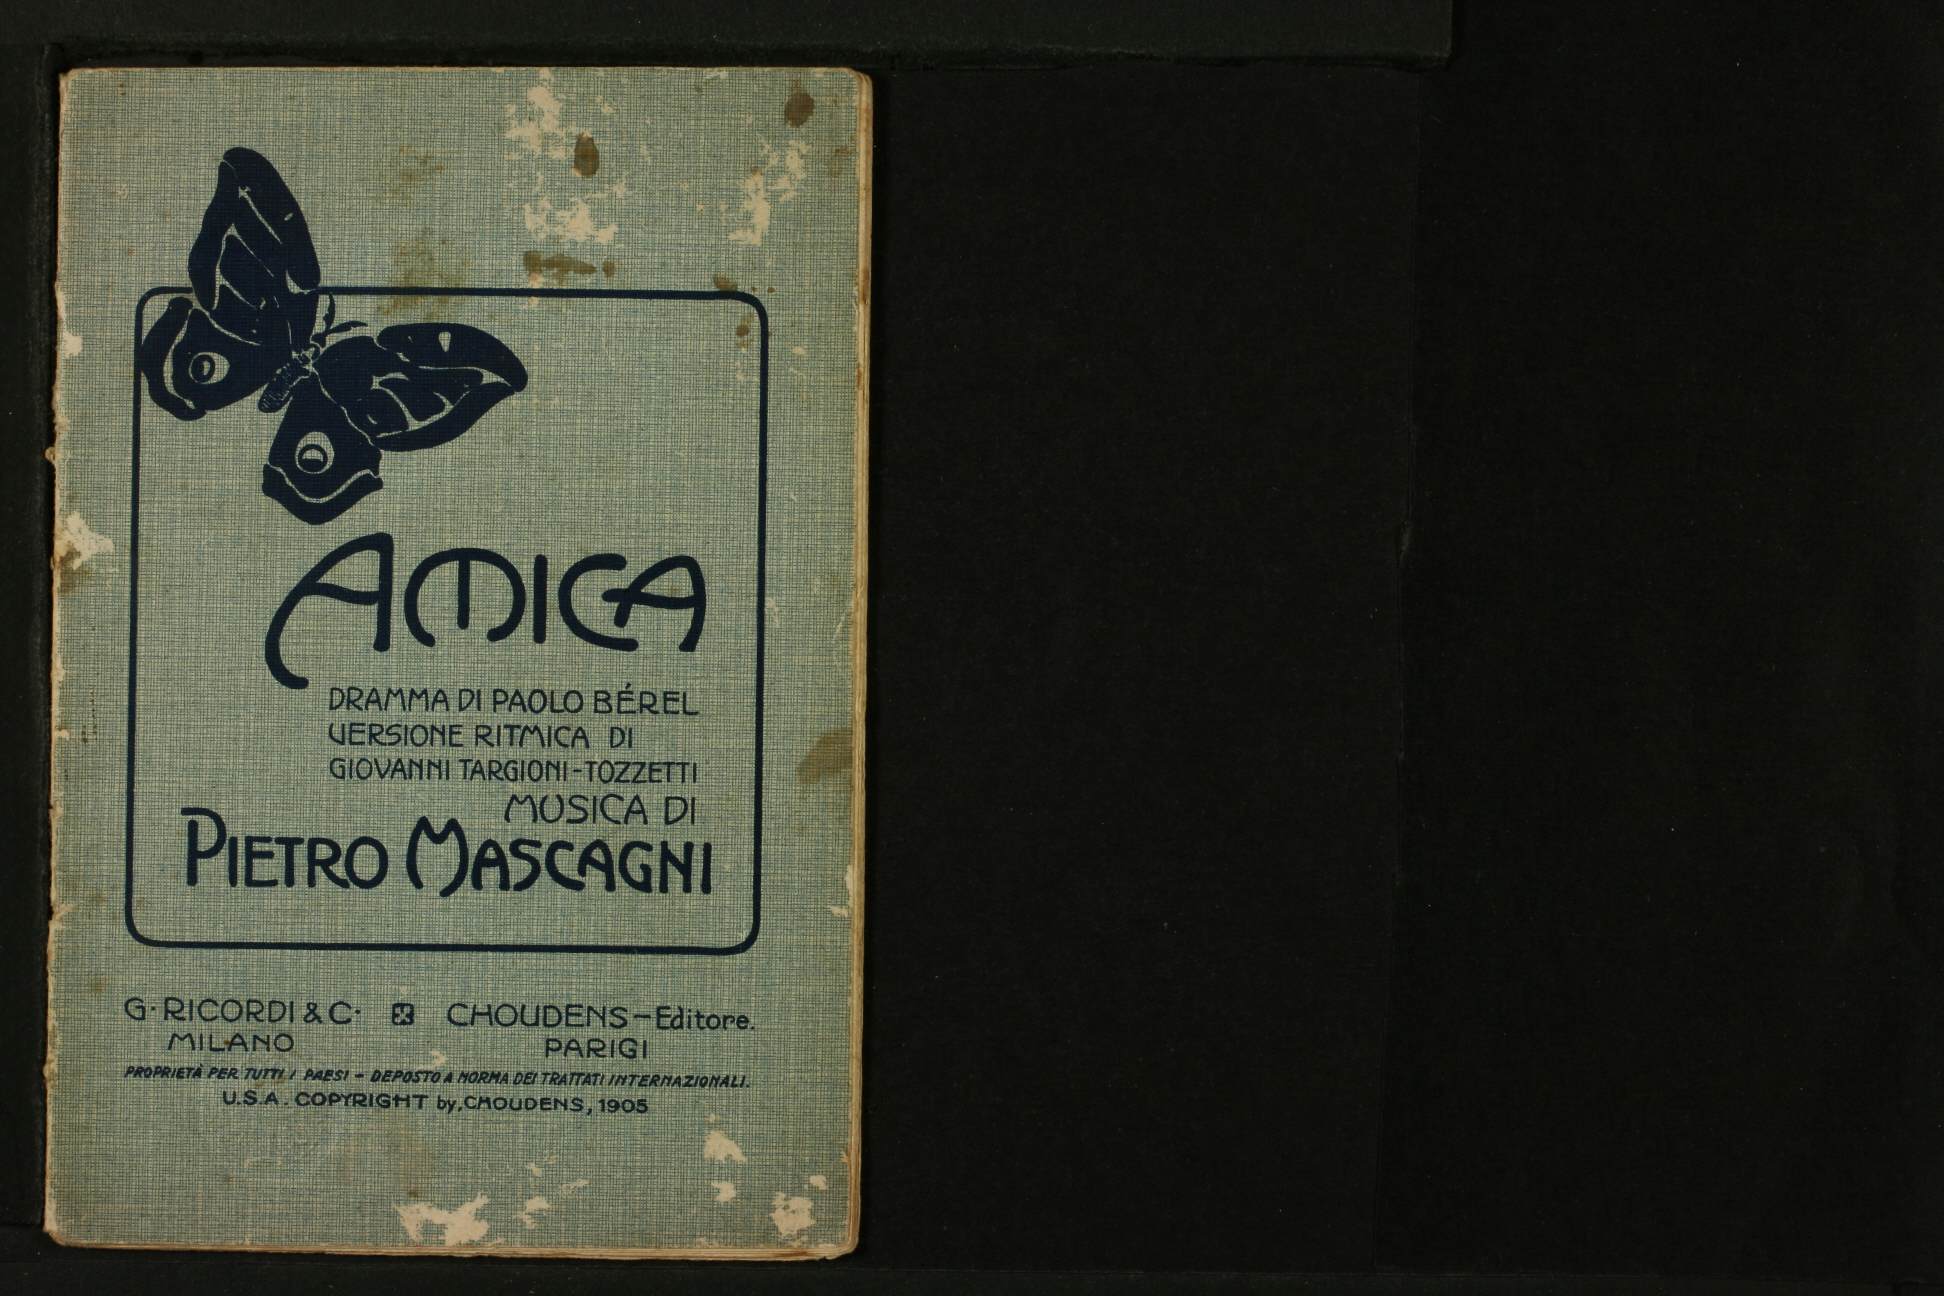 AMICA
DRAMMA DI PAOLO BÉREL
VERSIONE RITMICA DI
GIOVANNI TARGIONI-TOZZETTI
MUSICA DI
PIETRO MASCAGNI
G. RICORDI & C. CHOUDENS-Editore.
MILANO PARIGI
PROPRIETÀ PER TUTTI I PAESI - DEPOSTO A NORMA DEI TRATTATI INTERNAZIONALI.
U.S.A. COPYRIGHT by, CHOUDENS, 1905